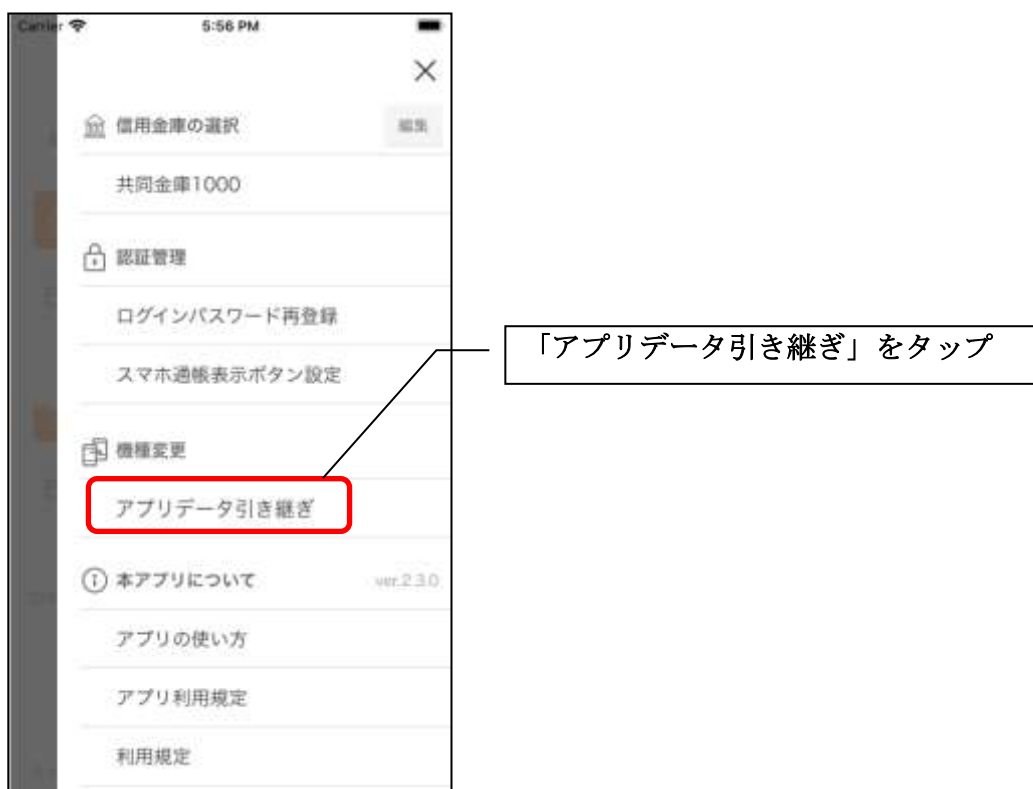 Carrier 5:56 PM
信用金庫の選択 編集
共同金庫1000
認証管理
ログインパスワード再登録
スマホ通帳表示ボタン設定
「アプリデータ引き継ぎ」をタップ
機種変更
アプリデータ引き継ぎ
本アプリについて ver.2.3.0
アプリの使い方
アプリ利用規定
利用規定